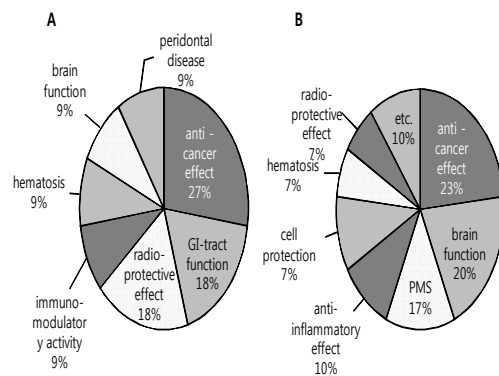 A
peridontal
disease
9%
brain
function
9%
anti -
cancer
effect
27%
hematosis
9%
GI-tract
function
18%
radio-
protective
effect
18%
immuno-
modulator
y activity
9%
B
radio-
protective
effect
7%
etc.
10%
anti -
cancer
effect
23%
hematosis
7%
cell
protection
7%
brain
function
20%
PMS
17%
anti-
inflammatory
effect
10%